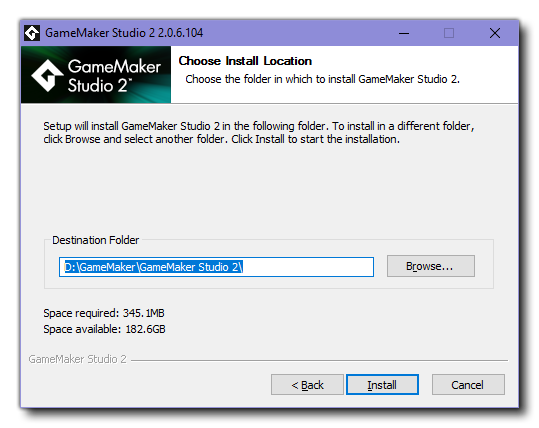 GameMaker Studio 2 2.0.6.104
GameMaker
Studio 2™
Choose Install Location
Choose the folder in which to install GameMaker Studio 2.
Setup will install GameMaker Studio 2 in the following folder. To install in a different folder,
click Browse and select another folder. Click Install to start the installation.
Destination Folder
D:\GameMaker\GameMaker Studio 2\
Browse...
Space required: 345.1MB
Space available: 182.6GB
GameMaker Studio 2
< Back
Install
Cancel